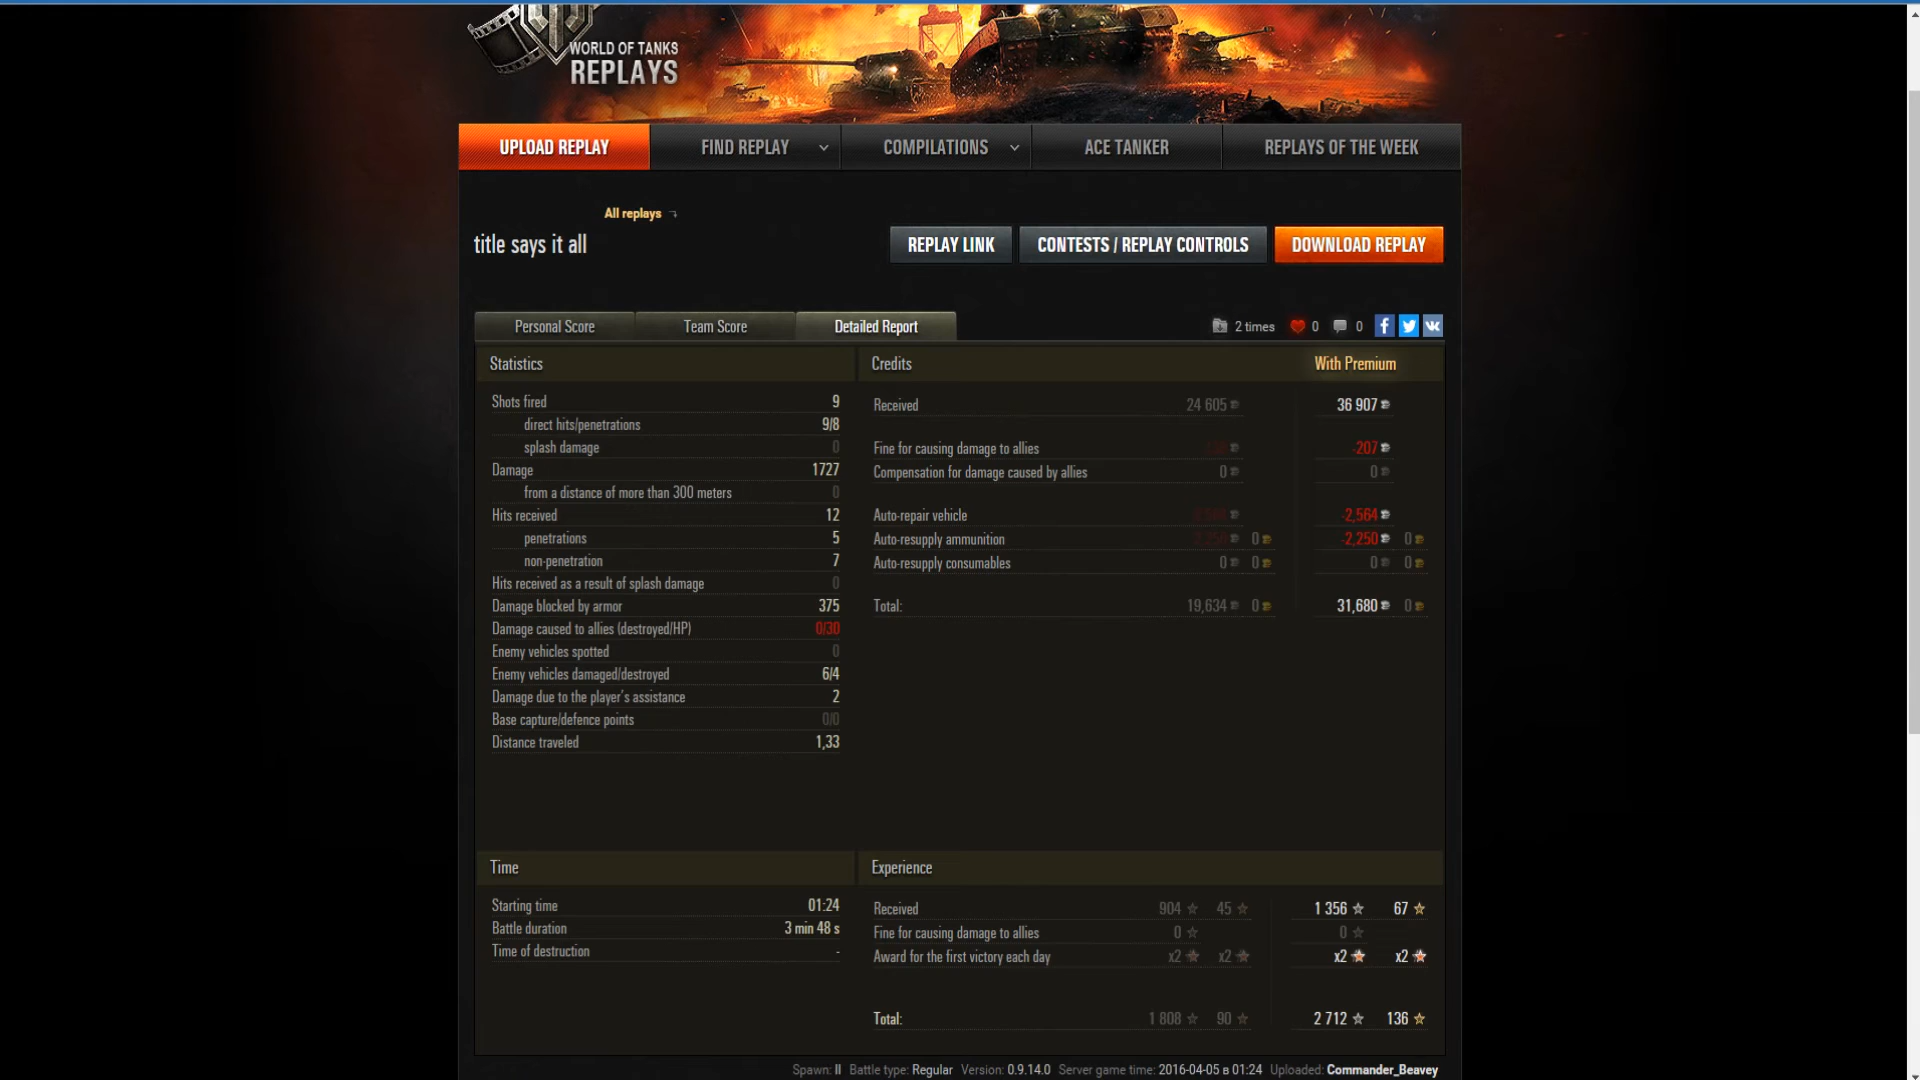 WORLD OF TANKS
REPLAYS
UPLOAD REPLAY FIND REPLAY COMPILATIONS ACE TANKER REPLAYS OF THE WEEK
All replays
title says it all REPLAY LINK CONTESTS / REPLAY CONTROLS DOWNLOAD REPLAY
Personal Score Team Score Detailed Report 2 times 0 0
Statistics Credits With Premium
Shots fired 9 Received 24 605 36 907
direct hits/penetrations 9/8
splash damage 0 Fine for causing damage to allies -207
Damage 1727 Compensation for damage caused by allies 0 0
from a distance of more than 300 meters 0
Hits received 12 Auto-repair vehicle -2,564
penetrations 5 Auto-resupply ammunition -2,250 0 -2,250 0
non-penetration 7 Auto-resupply consumables 0 0 0 0
Hits received as a result of splash damage 0
Damage blocked by armor 375 Total: 19,634 0 31,680 0
Damage caused to allies (destroyed/HP) 0/30
Enemy vehicles spotted 0
Enemy vehicles damaged/destroyed 6/4
Damage due to the player's assistance 2
Base capture/defence points 0/0
Distance traveled 1,33
Time Experience
Starting time 01:24 Received 904 45 1 356 67
Battle duration 3 min 48 s Fine for causing damage to allies 0 0
Time of destruction - Award for the first victory each day x2 x2 x2 x2
Total: 1 808 90 2 712 136
Spawn: II Battle type: Regular Version: 0.9.14.0 Server game time: 2016-04-05 в 01:24 Uploaded: Commander_Beavey